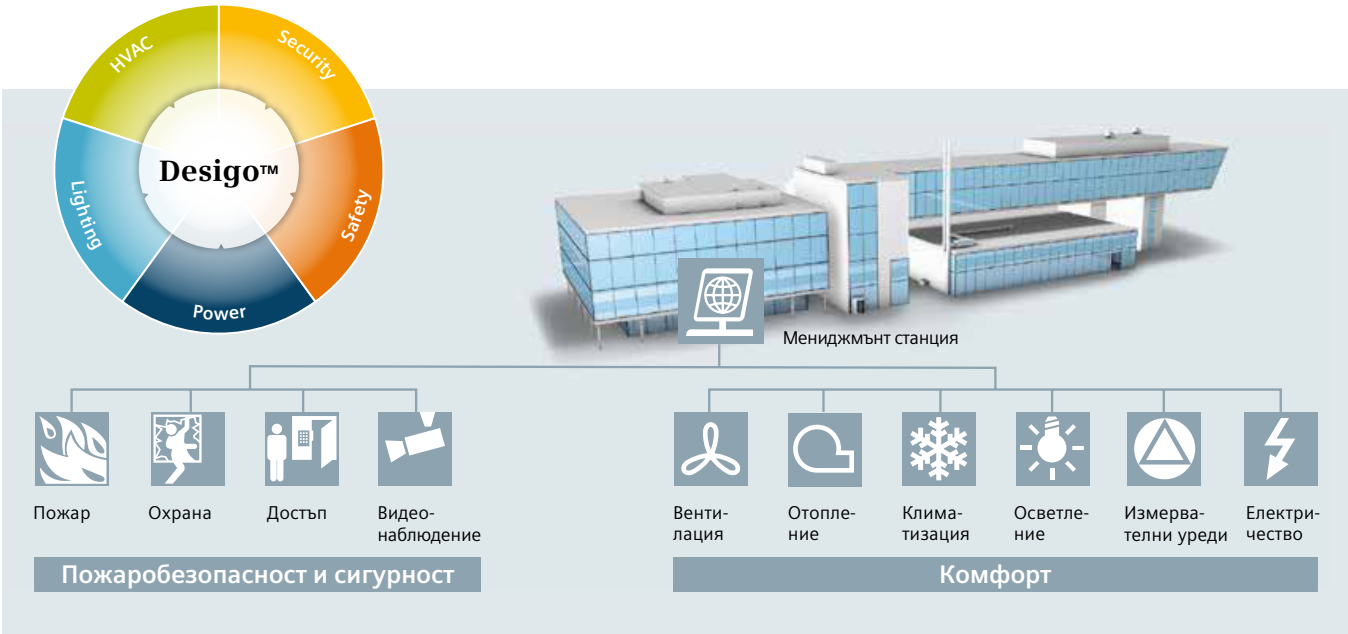 HVAC
Security
Lighting
Desigo™
Safety
Power
Мениджмънт станция
Пожар
Охрана
Достъп
Видео-
наблюдение
Венти-
лация
Отопле-
ние
Клима-
тизация
Осветле-
ние
Измерва-
телни уреди
Електри-
чество
Пожаробезопасност и сигурност
Комфорт